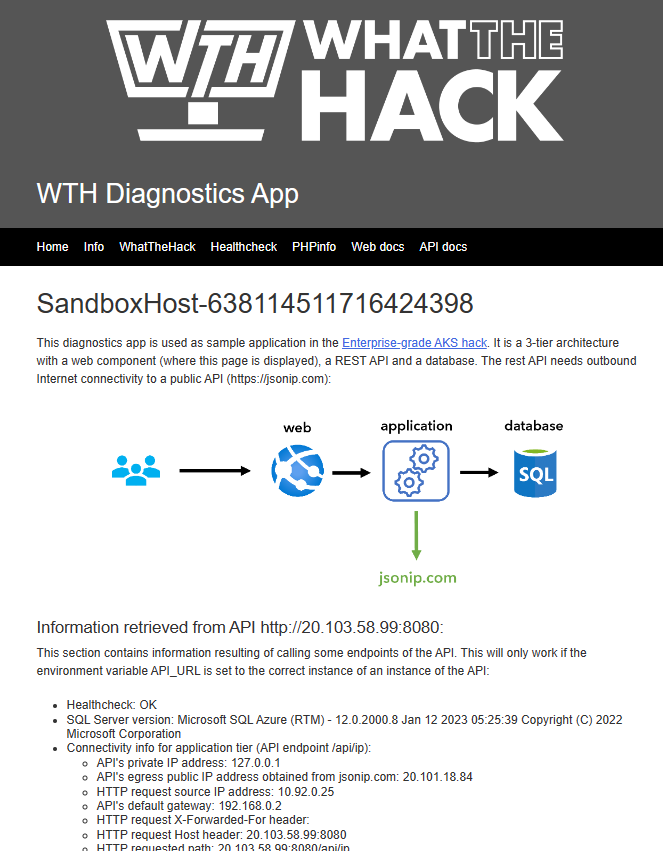 WTH WHAT THE
HACK
WTH Diagnostics App
Home Info WhatTheHack Healthcheck PHPinfo Web docs API docs
SandboxHost-638114511716424398
This diagnostics app is used as sample application in the Enterprise-grade AKS hack. It is a 3-tier architecture
with a web component (where this page is displayed), a REST API and a database. The rest API needs outbound
Internet connectivity to a public API (https://jsonip.com):
web application database
SQL
jsonip.com
Information retrieved from API http://20.103.58.99:8080:
This section contains information resulting of calling some endpoints of the API. This will only work if the
environment variable API_URL is set to the correct instance of an instance of the API:
• Healthcheck: OK
• SQL Server version: Microsoft SQL Azure (RTM) - 12.0.2000.8 Jan 12 2023 05:25:39 Copyright (C) 2022
Microsoft Corporation
• Connectivity info for application tier (API endpoint /api/ip):
◦ API's private IP address: 127.0.0.1
◦ API's egress public IP address obtained from jsonip.com: 20.101.18.84
◦ HTTP request source IP address: 10.92.0.25
◦ API's default gateway: 192.168.0.2
◦ HTTP request X-Forwarded-For header:
◦ HTTP request Host header: 20.103.58.99:8080
◦ HTTP requested path: 20.103.58.99:8080/api/ip